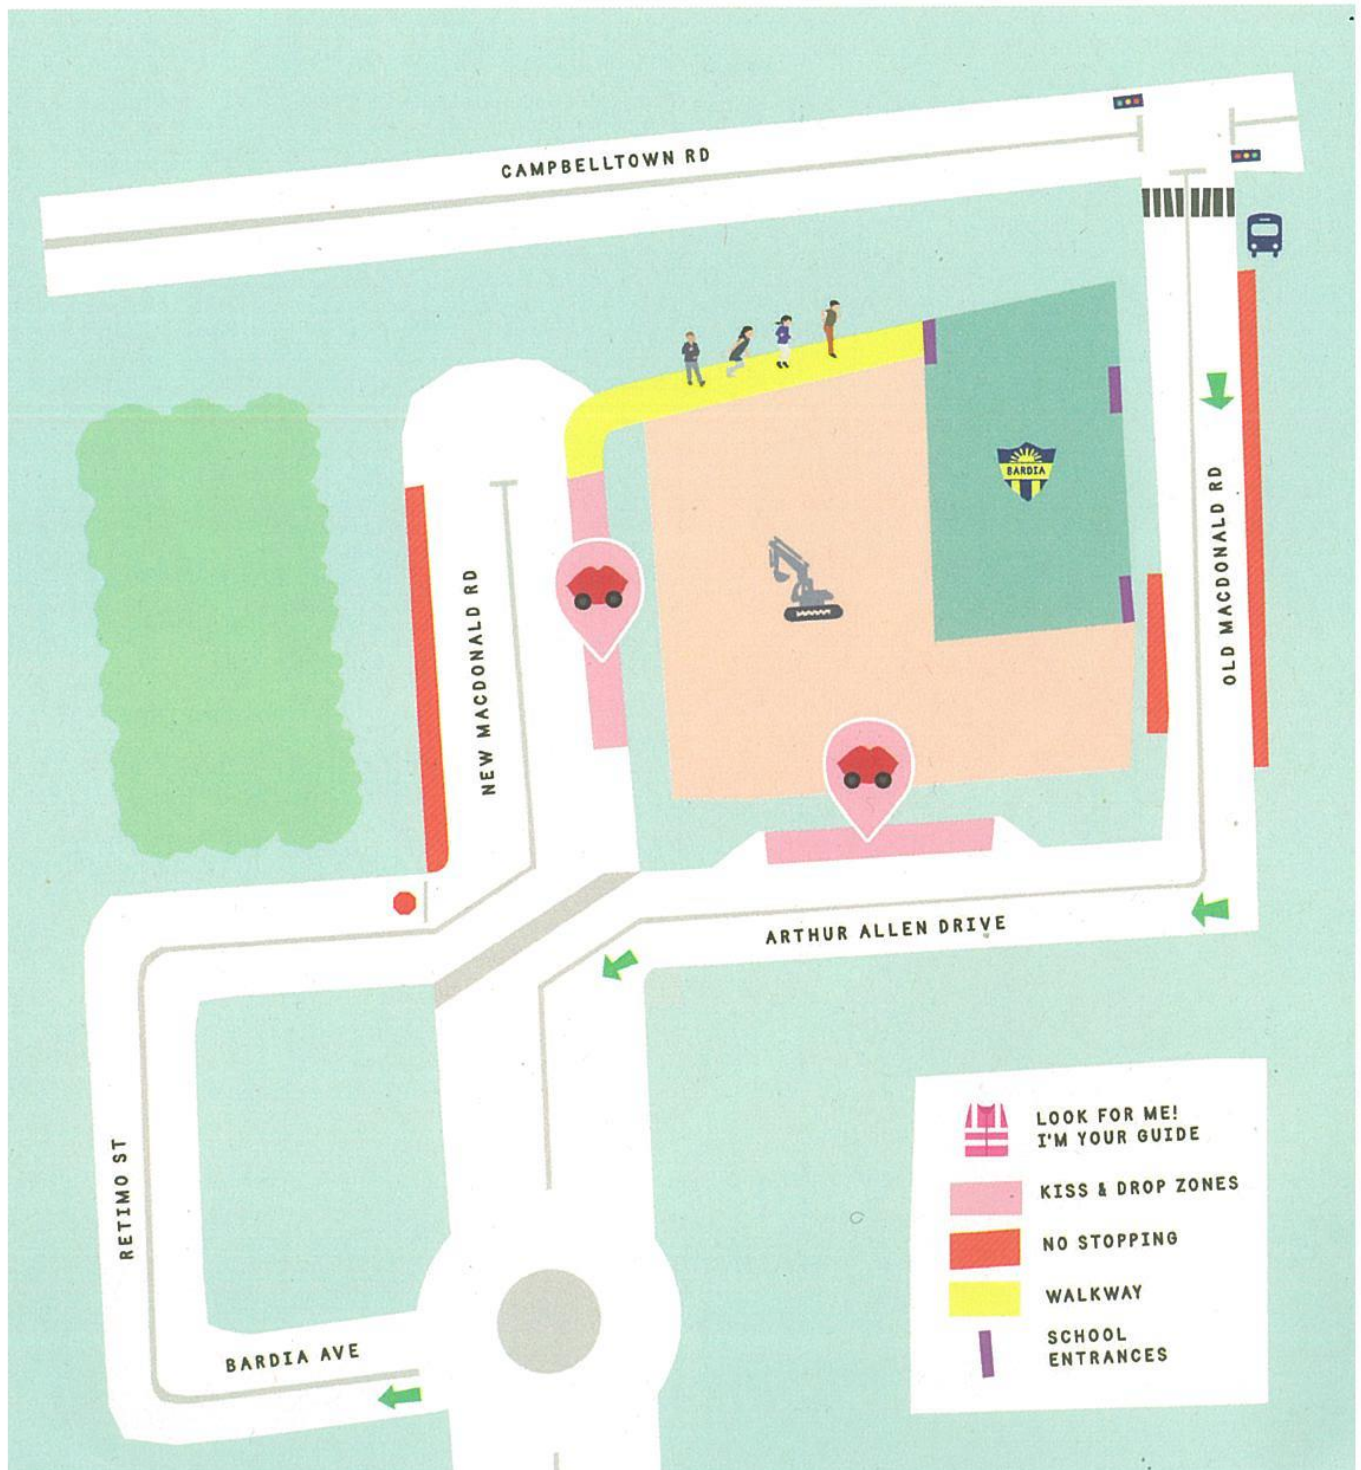 CAMPBELLTOWN RD
BARDIA
OLD MACDONALD RD
NEW MACDONALD RD
ARTHUR ALLEN DRIVE
RETIMO ST
BARDIA AVE
LOOK FOR ME!
I'M YOUR GUIDE
KISS & DROP ZONES
NO STOPPING
WALKWAY
SCHOOL
ENTRANCES